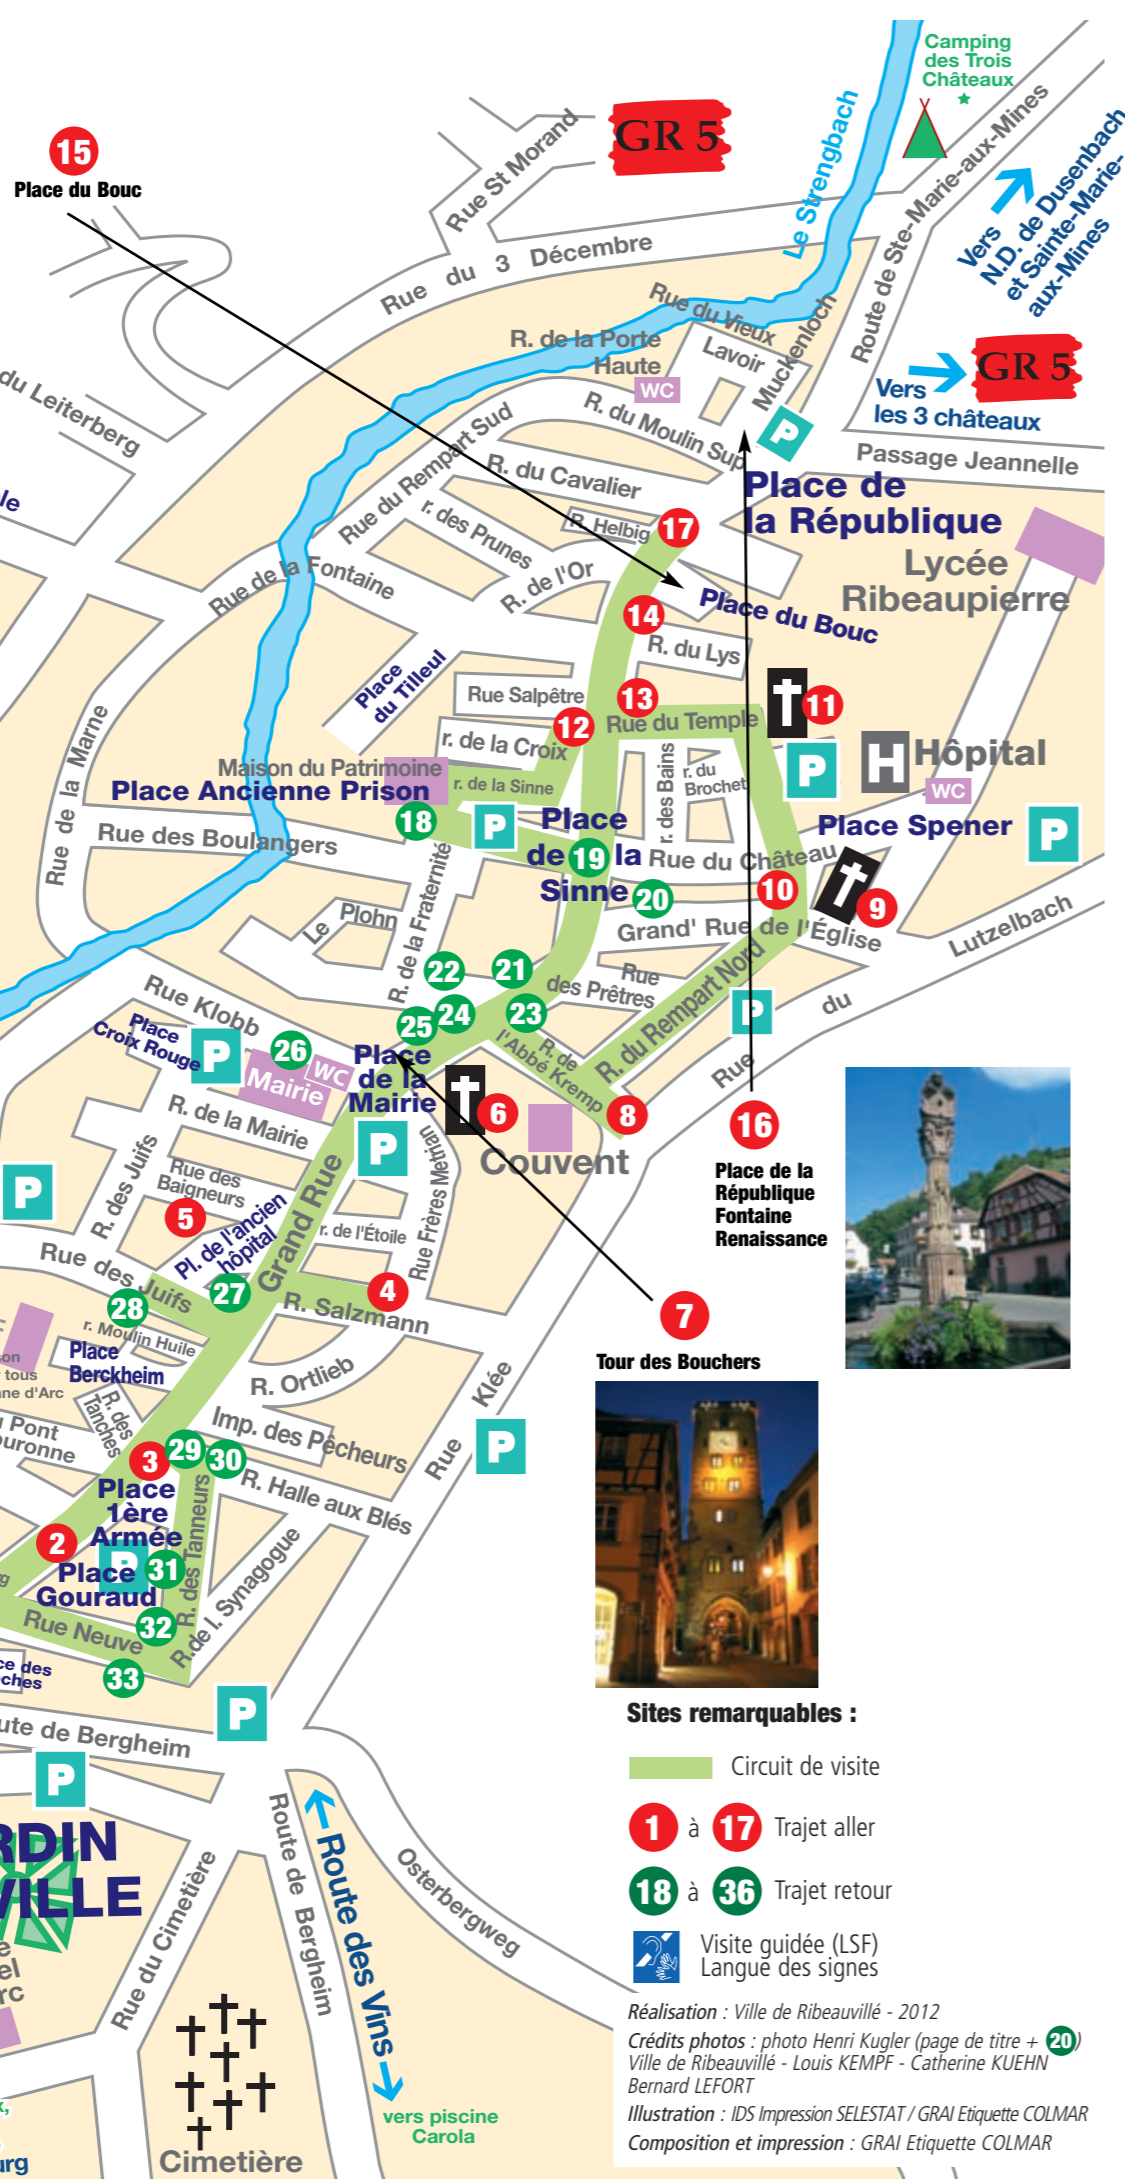 Camping
des Trois
Châteaux
GR 5
15
Place du Bouc
Rue St Morand
Le Strengbach
Route de Ste-Marie-aux-Mines
Vers
N.D. de Dusenbach
et Sainte-Marie-
aux-Mines
Rue du 3 Décembre
Rue du Vieux
Lavoir
R. de la Porte
Haute
WC
Muckenloch
GR 5
Vers
les 3 châteaux
du Leiterberg
R. du Moulin Sup
P
Passage Jeannelle
Rue du Rempart Sud
R. du Cavalier
Place de
la République
r. des Prunes
R. Helbig
17
Lycée
Ribeaupierre
Rue de la Fontaine
R. de l'Or
14
Place du Bouc
R. du Lys
Place
du Tilleul
Rue Salpêtre
13
11
12
Rue du Temple
r. de la Croix
Rue de la Marne
Maison du Patrimoine
Place Ancienne Prison
r. de la Sinne
r. des Bains
r. du
Brochet
P
H
Hôpital
WC
18
P
Place
de 19 la
Sinne
Place Spener
P
Rue des Boulangers
Rue du Château
10
9
20
Grand' Rue de l'Église
Lutzelbach
Le
Plohn
R. de la Fraternité
22
21
Rue
des Prêtres
R. du Rempart Nord
P
du
Rue
Rue Klobb
25
24
23
R. de
l'Abbé Kremp
Place
Croix Rouge
P
26
WC
Mairie
Place
de la
Mairie
6
8
Couvent
P
R. de la Mairie
16
Place de la
République
Fontaine
Renaissance
R. des Juifs
Rue des
Baigneurs
5
P
Pl. de l'ancien
hôpital
Grand Rue
r. de l'Étoile
Rue Frères Metrian
Rue des Juifs
27
4
R. Salzmann
28
r. Moulin Huile
7
Tour des Bouchers
Place
Berckheim
tous
nne d'Arc
R. Ortlieb
Klée
Rue
R. des
Tanches
Pont
Imp. des Pêcheurs
P
3
29
30
R. Halle aux Blés
Place
1ère
Armée
2
P
31
Place
Gouraud
R. des Tanneurs
R.de l. Synagogue
32
Rue Neuve
33
P
ute de Bergheim
P
RDIN
VILLE
Rue du Cimetière
Route de Bergheim
Route des Vins
Osterbergweg
vers piscine
Carola
Cimetière
Sites remarquables :
Circuit de visite
1 à 17 Trajet aller
18 à 36 Trajet retour
Visite guidée (LSF)
Langue des signes
Réalisation : Ville de Ribeauvillé - 2012
Crédits photos : photo Henri Kugler (page de titre + 20)
Ville de Ribeauvillé - Louis KEMPF - Catherine KUEHN
Bernard LEFORT
Illustration : IDS Impression SELESTAT / GRAI Etiquette COLMAR
Composition et impression : GRAI Etiquette COLMAR